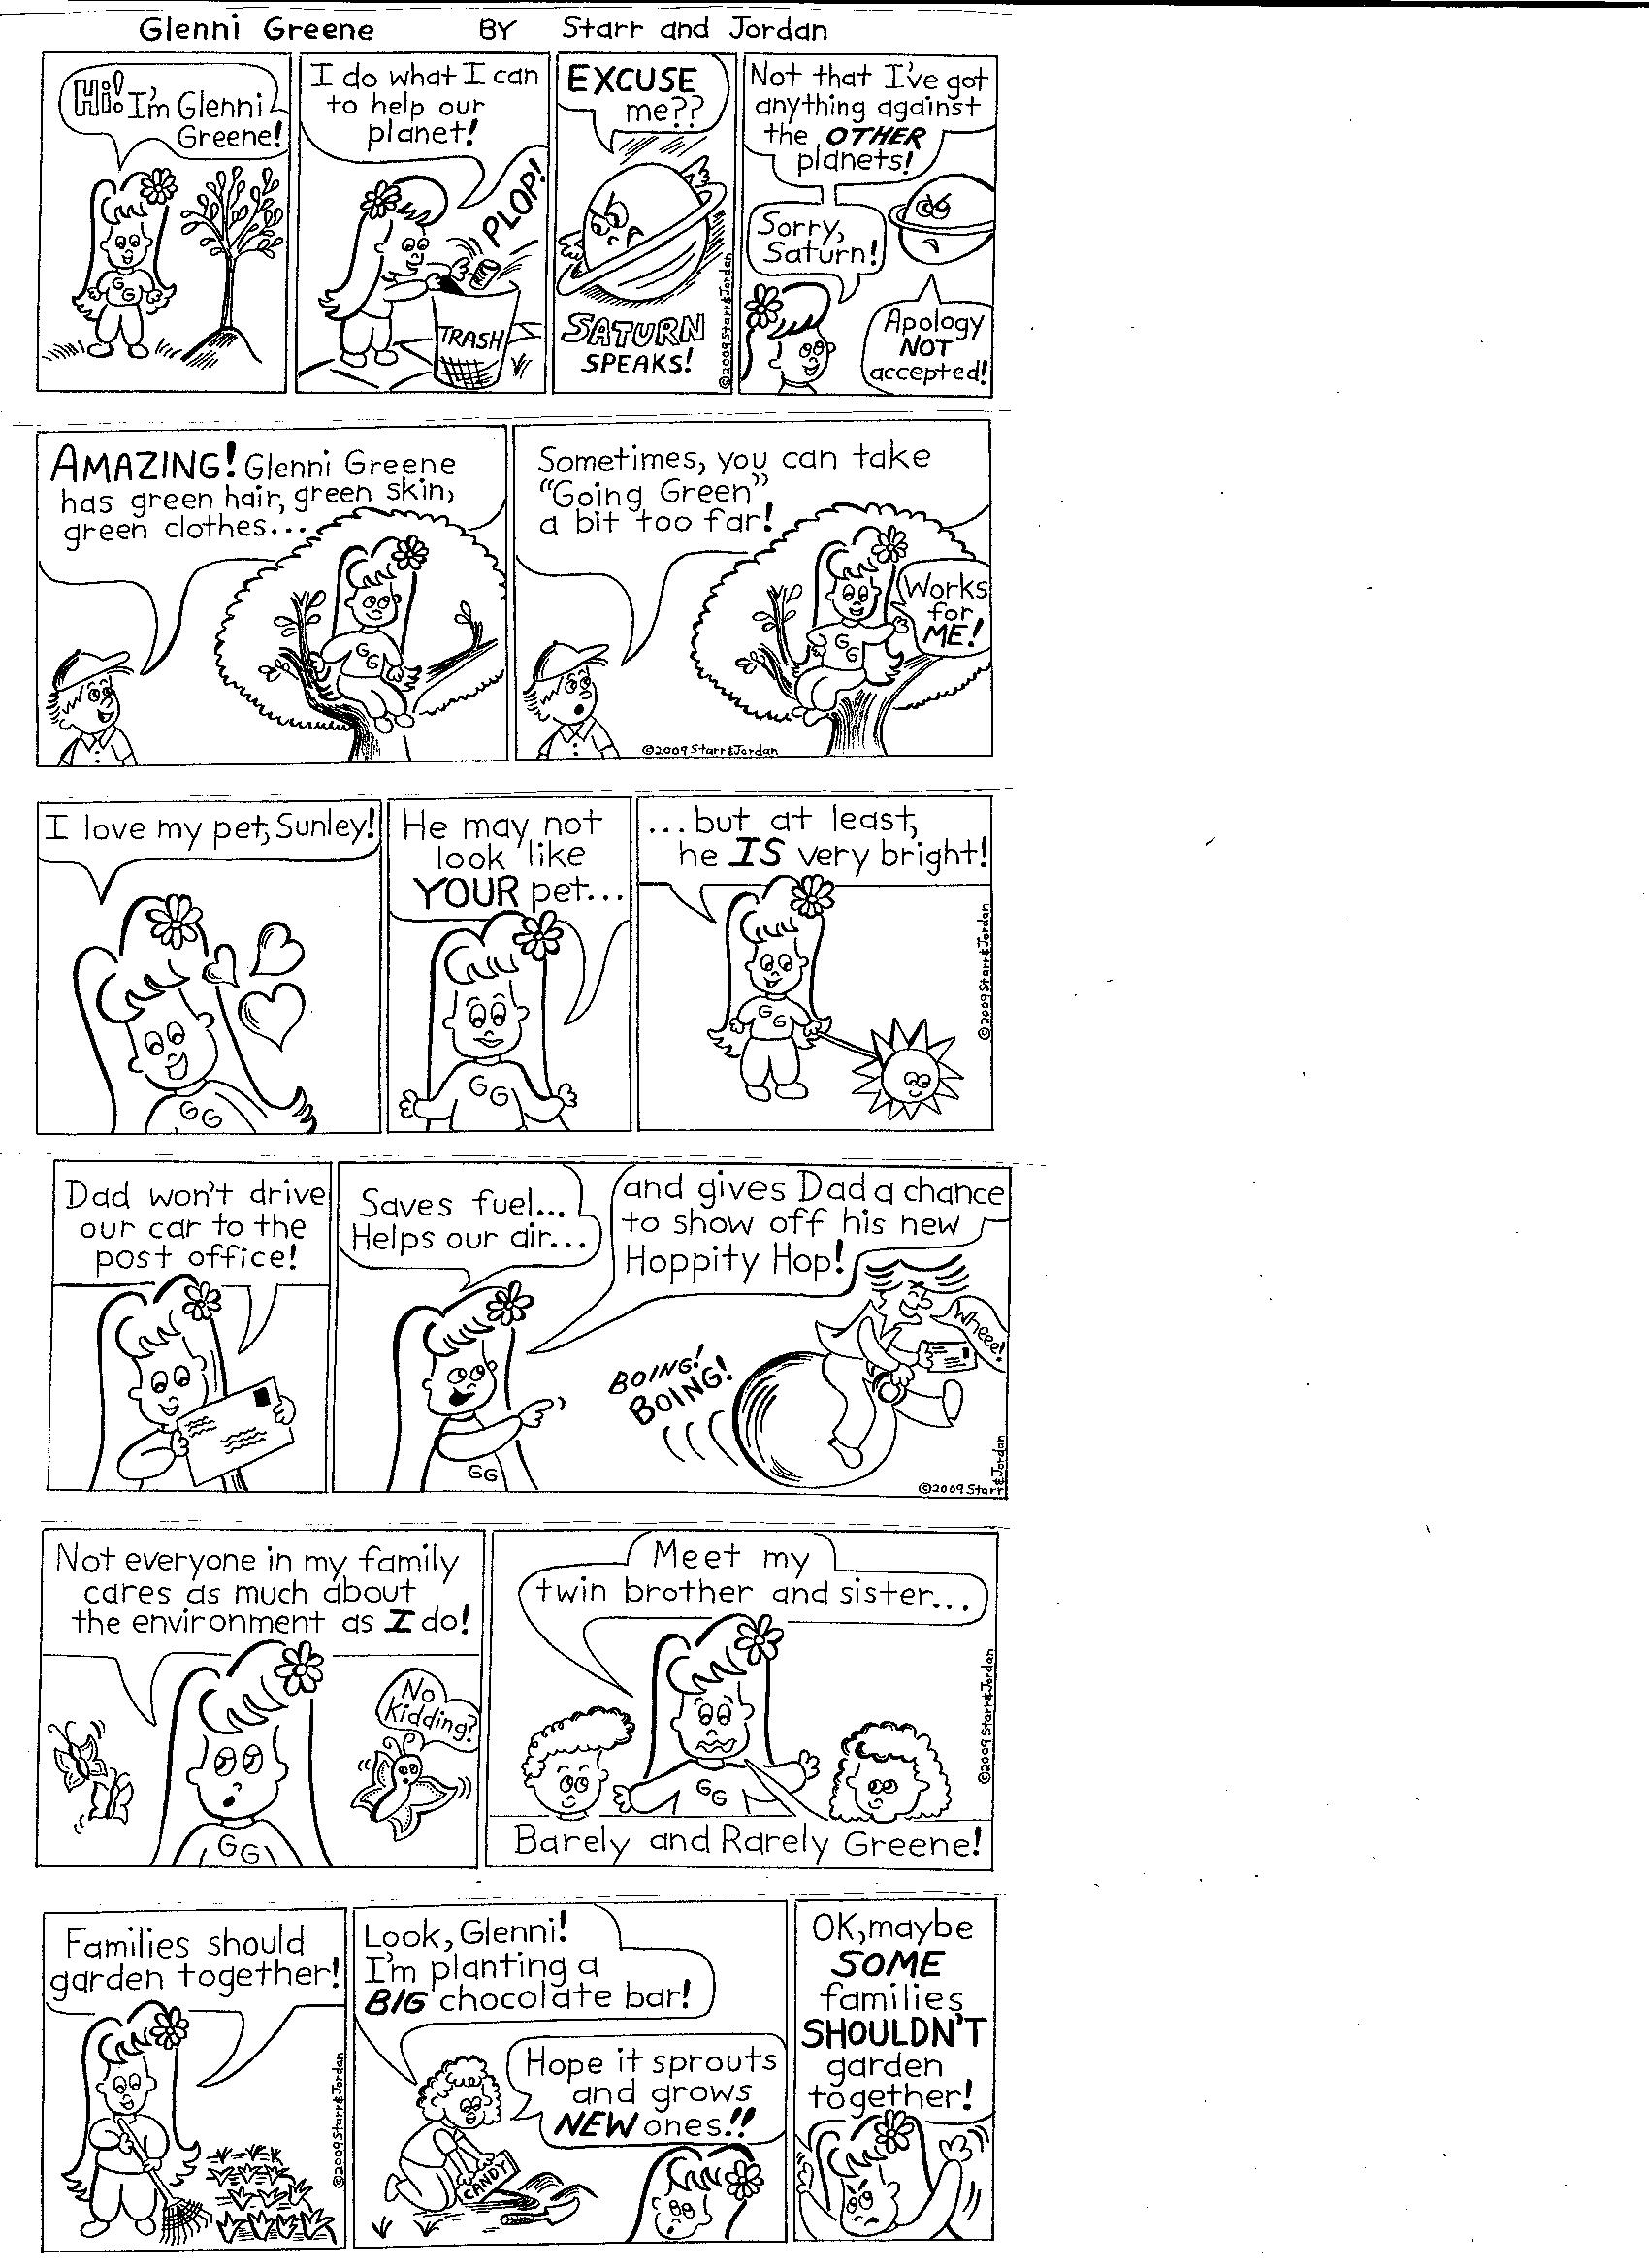 Glenni Greene BY Starr and Jordan
Hi! I'm Glenni
Greene!
GG
I do what I can
to help our
planet!
PLOP!
TRASH
EXCUSE
me??
SATURN
SPEAKS!
©2009 Starr&Jordan
Not that I've got
anything against
the OTHER
planets!
Sorry,
Saturn!
Apology
NOT
accepted!
AMAZING! Glenni Greene
has green hair, green skin,
green clothes...
GG
Sometimes, you can take
"Going Green"
a bit too far!
Works
for
ME!
GG
©2009 Starr&Jordan
I love my pet, Sunley!
GG
He may not
look like
YOUR pet...
GG
...but at least,
he IS very bright!
GG
©2009 Starr&Jordan
Dad won't drive
our car to the
post office!
Saves fuel...
Helps our air...
GG
and gives Dad a chance
to show off his new
Hoppity Hop!
BOING!
BOING!
Wheee!
©2009 Starr&Jordan
Not everyone in my family
cares as much about
the environment as I do!
No
kidding?
GG
Meet my
twin brother and sister...
GG
Barely and Rarely Greene!
©2009 Starr&Jordan
Families should
garden together!
©2009 Starr&Jordan
Look, Glenni!
I'm planting a
BIG chocolate bar!
Hope it sprouts
and grows
NEW ones!!
CANDY
OK, maybe
SOME
families
SHOULDN'T
garden
together!